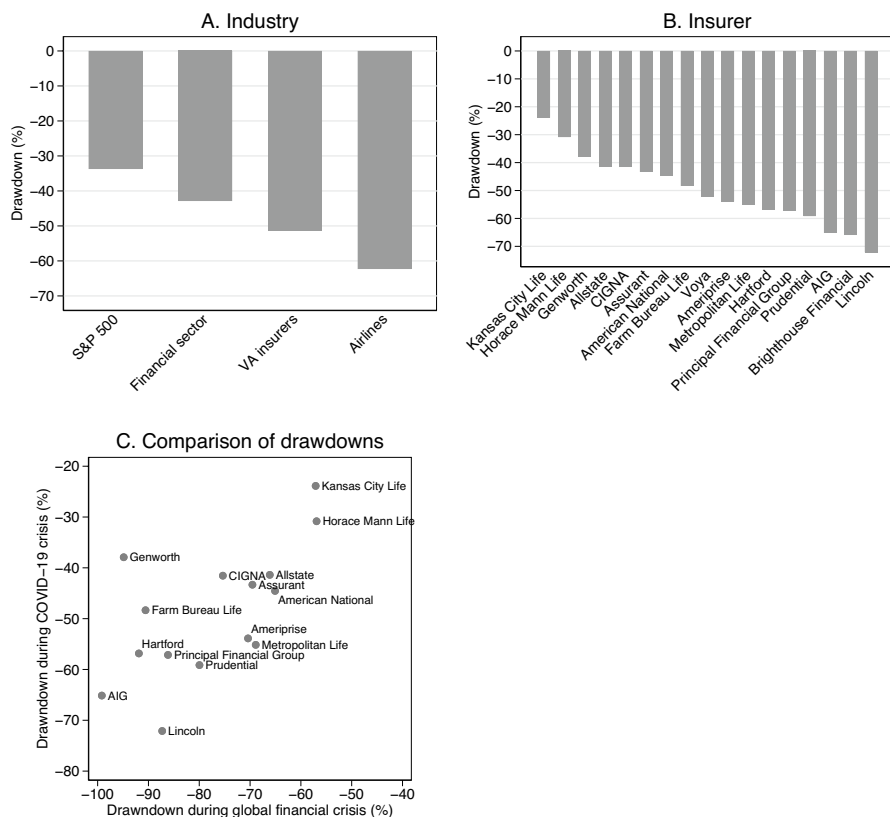 A. Industry
0
−10
−20
−30
−40
−50
−60
−70
Drawdown (%)
S&P 500
Financial sector
VA insurers
Airlines
B. Insurer
0
−10
−20
−30
−40
−50
−60
−70
Drawdown (%)
Kansas City Life
Horace Mann Life
Genworth
Allstate
CIGNA
Assurant
American National
Farm Bureau Life
Voya
Ameriprise
Metropolitan Life
Hartford
Principal Financial Group
Prudential
AIG
Brighthouse Financial
Lincoln
C. Comparison of drawdowns
−20
−30
−40
−50
−60
−70
−80
Drawndown during COVID−19 crisis (%)
Kansas City Life
Horace Mann Life
Genworth
CIGNA
Allstate
Assurant
American National
Farm Bureau Life
Ameriprise
Hartford
Metropolitan Life
Principal Financial Group
Prudential
AIG
Lincoln
−100
−90
−80
−70
−60
−50
−40
Drawndown during global financial crisis (%)